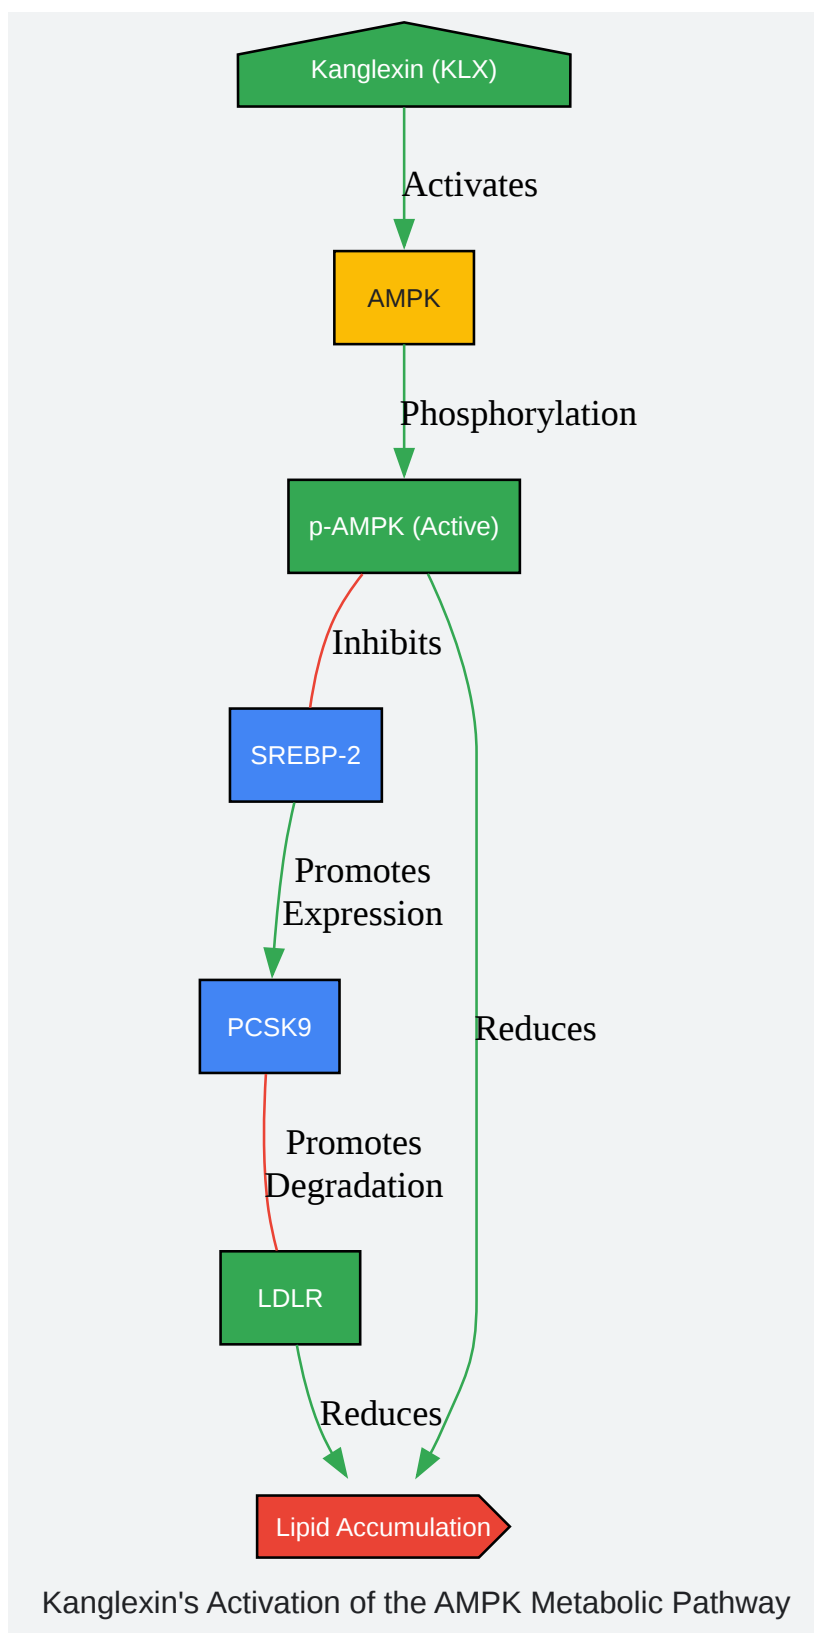 Kanglexin (KLX)
Activates
AMPK
Phosphorylation
p-AMPK (Active)
Inhibits
SREBP-2
Promotes
Expression
PCSK9
Reduces
Promotes
Degradation
LDLR
Reduces
Lipid Accumulation
Kanglexin's Activation of the AMPK Metabolic Pathway